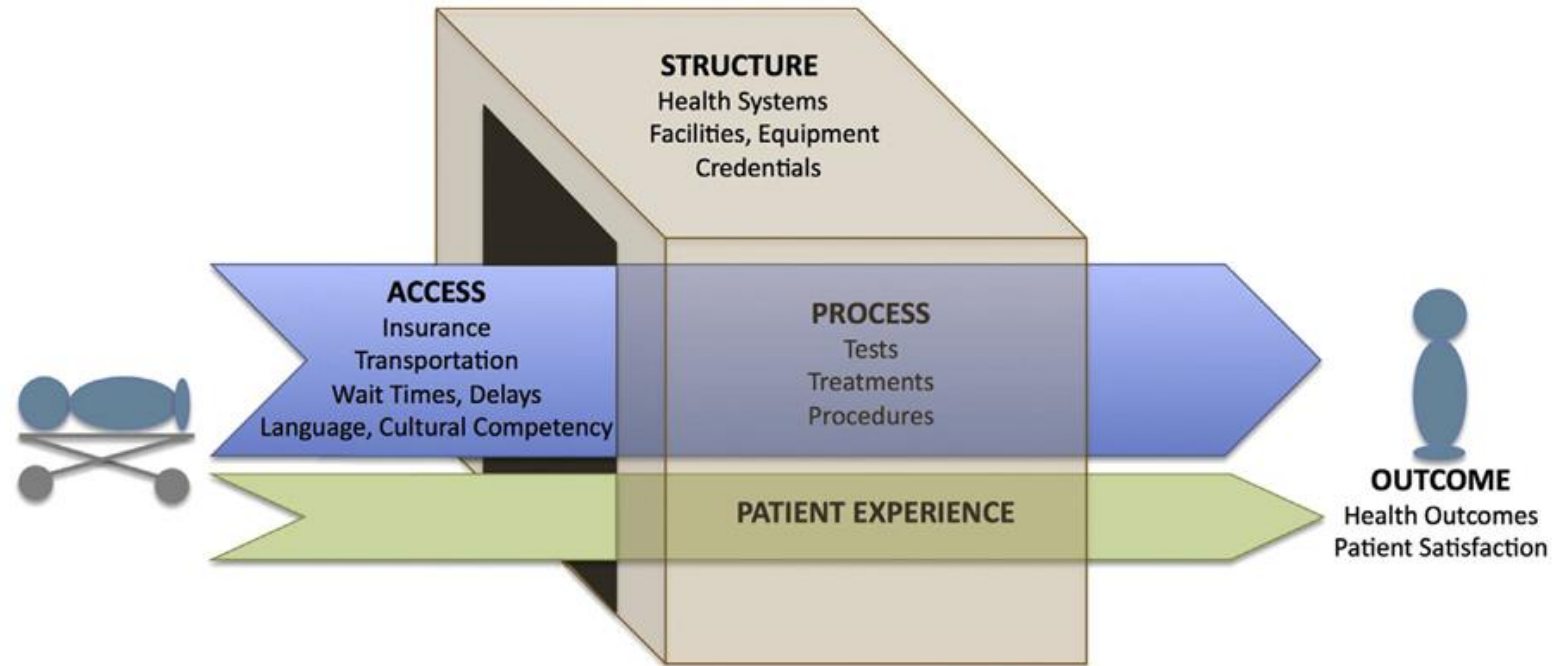 STRUCTURE
Health Systems
Facilities, Equipment
Credentials
ACCESS
Insurance
Transportation
Wait Times, Delays
Language, Cultural Competency
PROCESS
Tests
Treatments
Procedures
PATIENT EXPERIENCE
OUTCOME
Health Outcomes
Patient Satisfaction